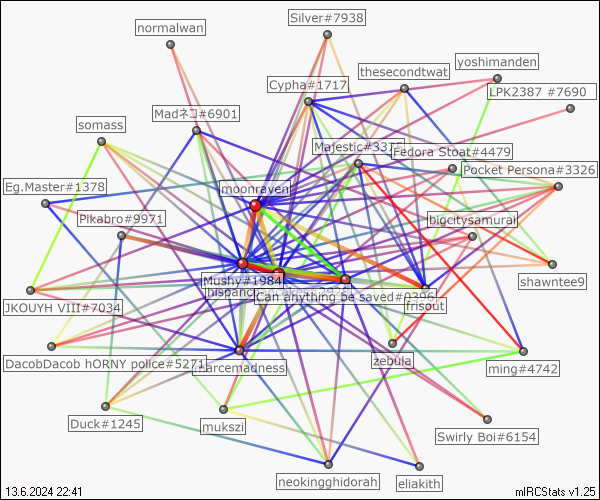 Silver#7938
normalwan
yoshimanden
thesecondtwat
Cypha#1717
LPK2387 #7690
Madネコ#6901
somass
Majestic#3375
Fedora Stoat#4479
Pocket Persona#3326
moonraven
Eg.Master#1378
Pikabro#9971
bigcitysamurai
Mushy#1984
shawntee9
Can anything be saved#0396
JKOUYH VIII#7034
frisout
DacobDacob hORNY police#5271
narcemadness
zebula
ming#4742
Duck#1245
mukszi
Swirly Boi#6154
neokingghidorah
eliakith
13.6.2024 22:41
mIRCStats v1.25